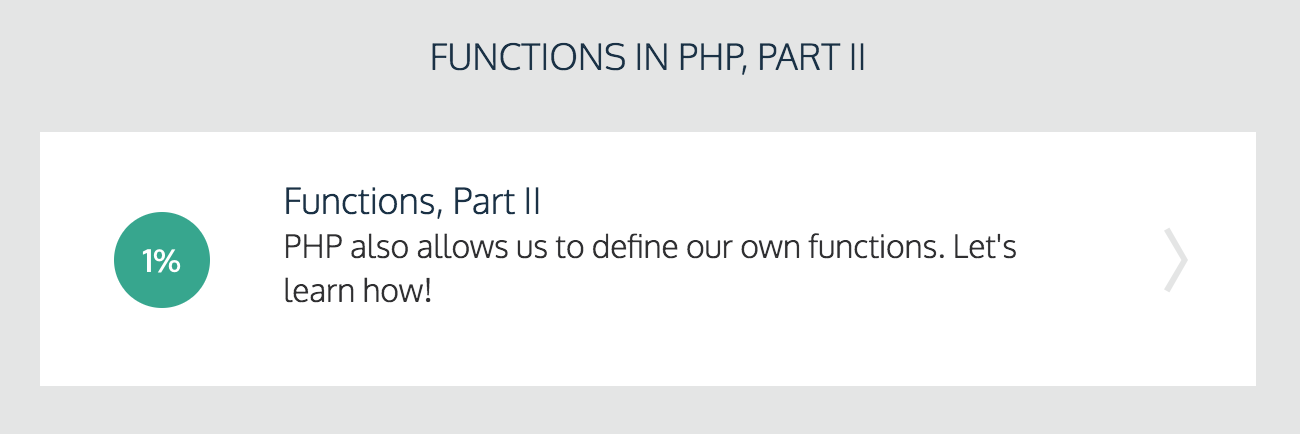 FUNCTIONS IN PHP, PART II
Functions, Part II
1%
PHP also allows us to define our own functions. Let's
learn how!